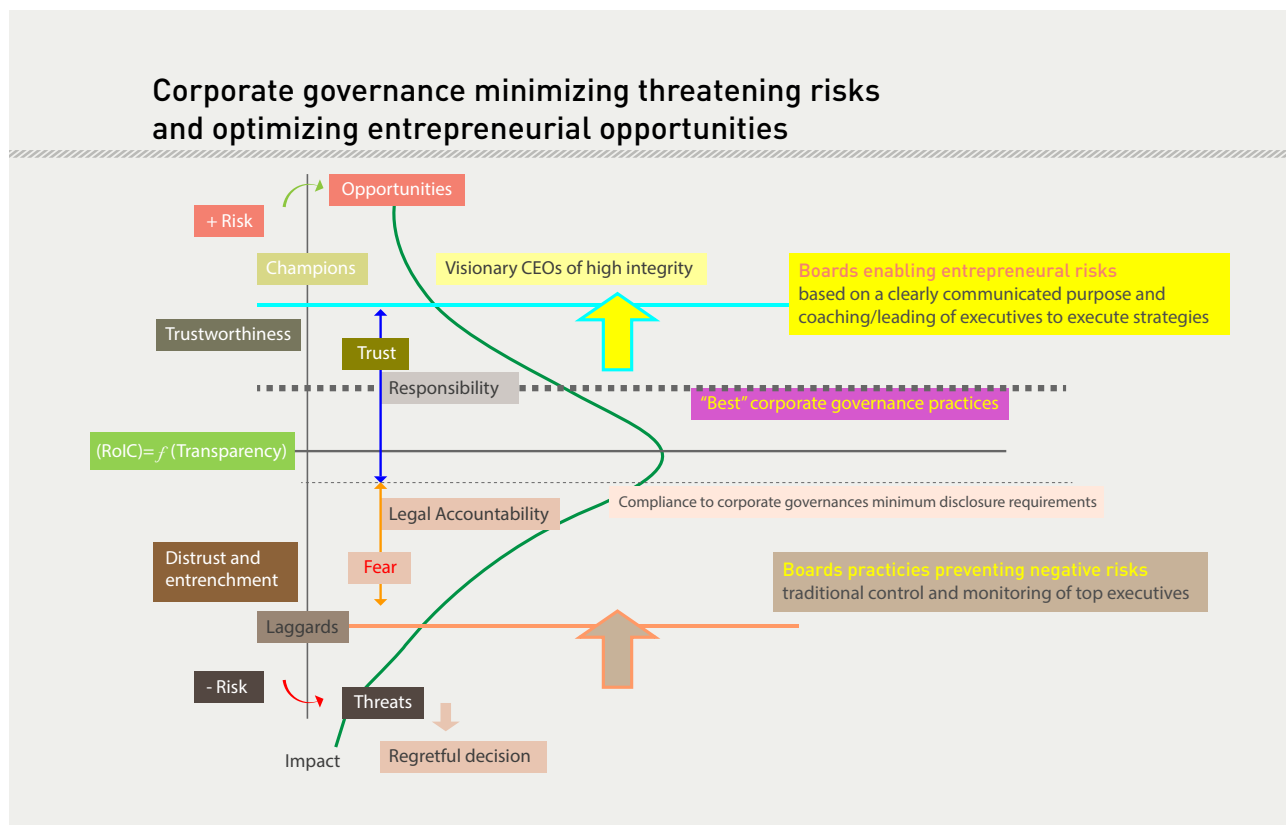 Corporate governance minimizing threatening risks
and optimizing entrepreneurial opportunities
Opportunities
+ Risk
Champions
Visionary CEOs of high integrity
Boards enabling entrepreneural risks
based on a clearly communicated purpose and
coaching/leading of executives to execute strategies
Trustworthiness
Trust
Responsibility
"Best" corporate governance practices
(RoIC)= f (Transparency)
Compliance to corporate governances minimum disclosure requirements
Legal Accountability
Distrust and
entrenchment
Fear
Boards practicies preventing negative risks
traditional control and monitoring of top executives
Laggards
- Risk
Threats
Impact
Regretful decision